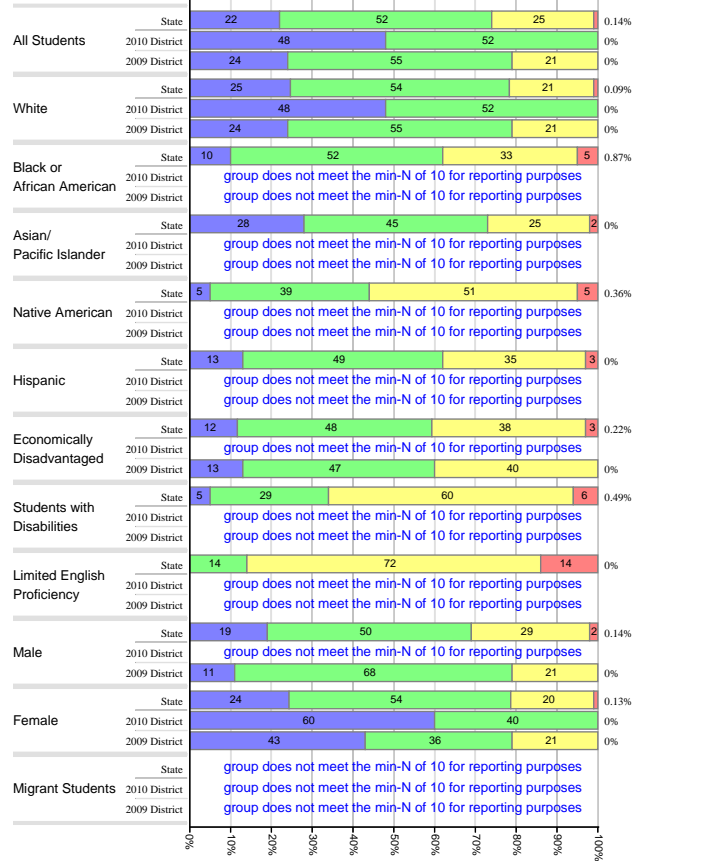 State 22 52 25 0.14%
All Students 2010 District 48 52 0%
2009 District 24 55 21 0%
State 25 54 21 0.09%
White 2010 District 48 52 0%
2009 District 24 55 21 0%
State 10 52 33 5 0.87%
Black or
African American
2010 District group does not meet the min-N of 10 for reporting purposes
2009 District group does not meet the min-N of 10 for reporting purposes
State 28 45 25 2 0%
Asian/
Pacific Islander
2010 District group does not meet the min-N of 10 for reporting purposes
2009 District group does not meet the min-N of 10 for reporting purposes
State 5 39 51 5 0.36%
Native American 2010 District group does not meet the min-N of 10 for reporting purposes
2009 District group does not meet the min-N of 10 for reporting purposes
State 13 49 35 3 0%
Hispanic 2010 District group does not meet the min-N of 10 for reporting purposes
2009 District group does not meet the min-N of 10 for reporting purposes
State 12 48 38 3 0.22%
Economically
Disadvantaged
2010 District group does not meet the min-N of 10 for reporting purposes
2009 District 13 47 40 0%
State 5 29 60 6 0.49%
Students with
Disabilities
2010 District group does not meet the min-N of 10 for reporting purposes
2009 District group does not meet the min-N of 10 for reporting purposes
State 14 72 14 0%
Limited English
Proficiency
2010 District group does not meet the min-N of 10 for reporting purposes
2009 District group does not meet the min-N of 10 for reporting purposes
State 19 50 29 2 0.14%
Male 2010 District group does not meet the min-N of 10 for reporting purposes
2009 District 11 68 21 0%
State 24 54 20 0.13%
Female 2010 District 60 40 0%
2009 District 43 36 21 0%
State group does not meet the min-N of 10 for reporting purposes
Migrant Students 2010 District group does not meet the min-N of 10 for reporting purposes
2009 District group does not meet the min-N of 10 for reporting purposes
0% 10% 20% 30% 40% 50% 60% 70% 80% 90% 100%